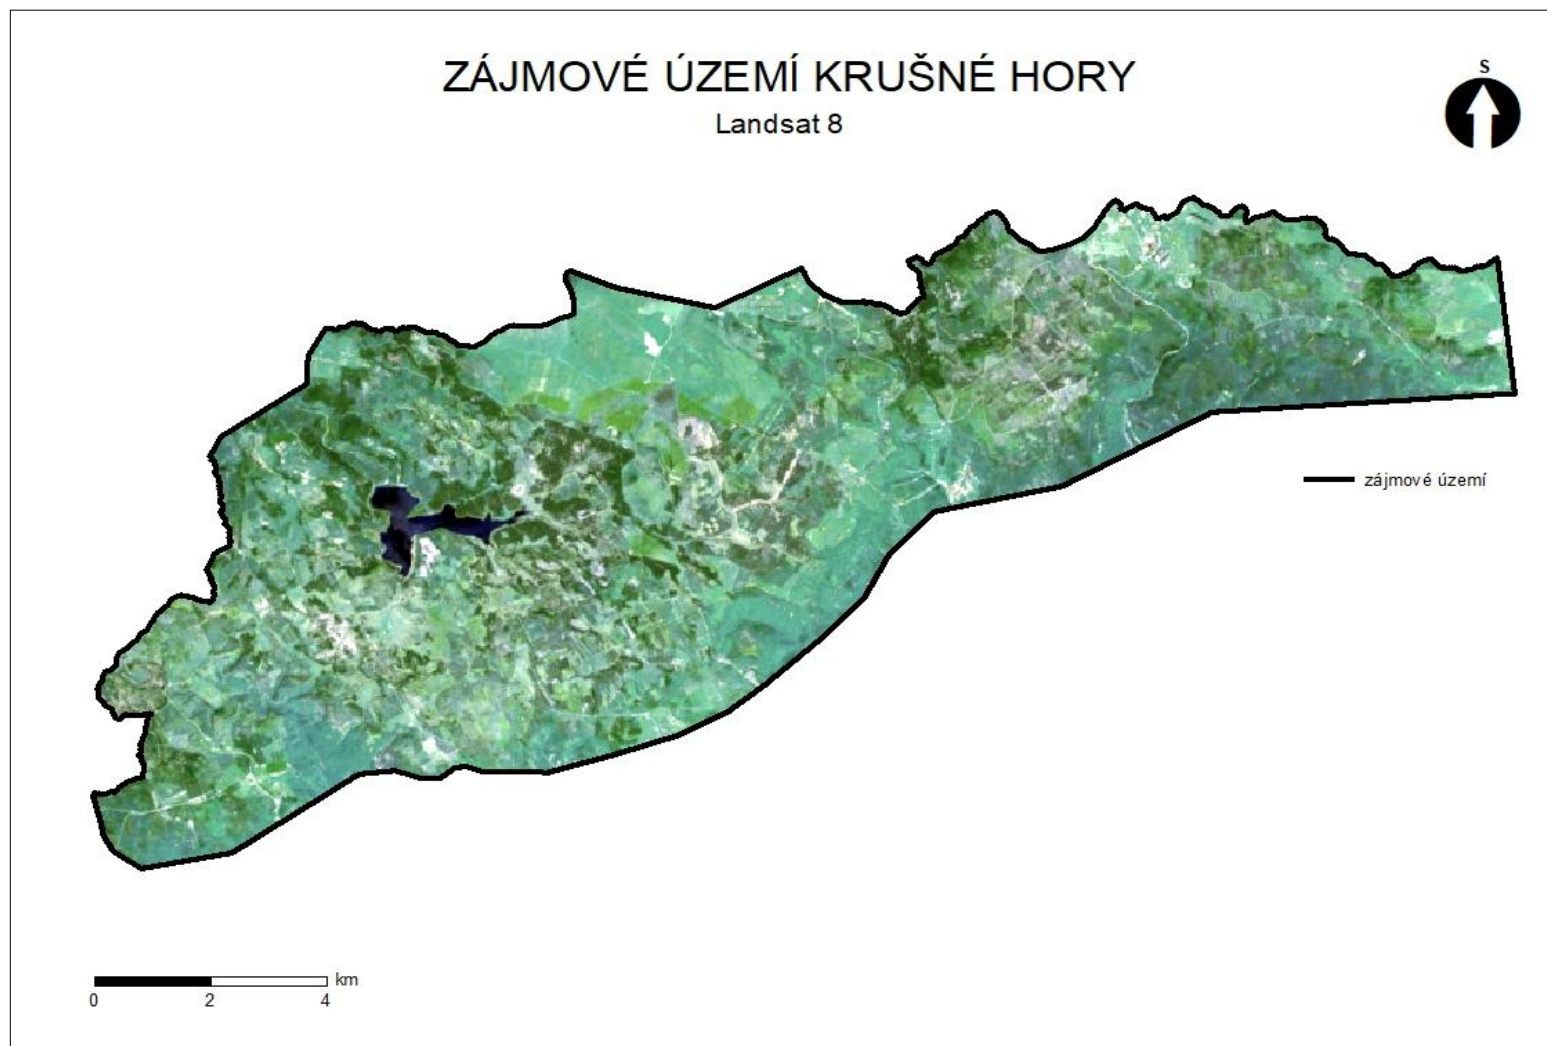 ZÁJMOVÉ ÚZEMÍ KRUŠNÉ HORY
Landsat 8
S
zájmové území
km
0 2 4